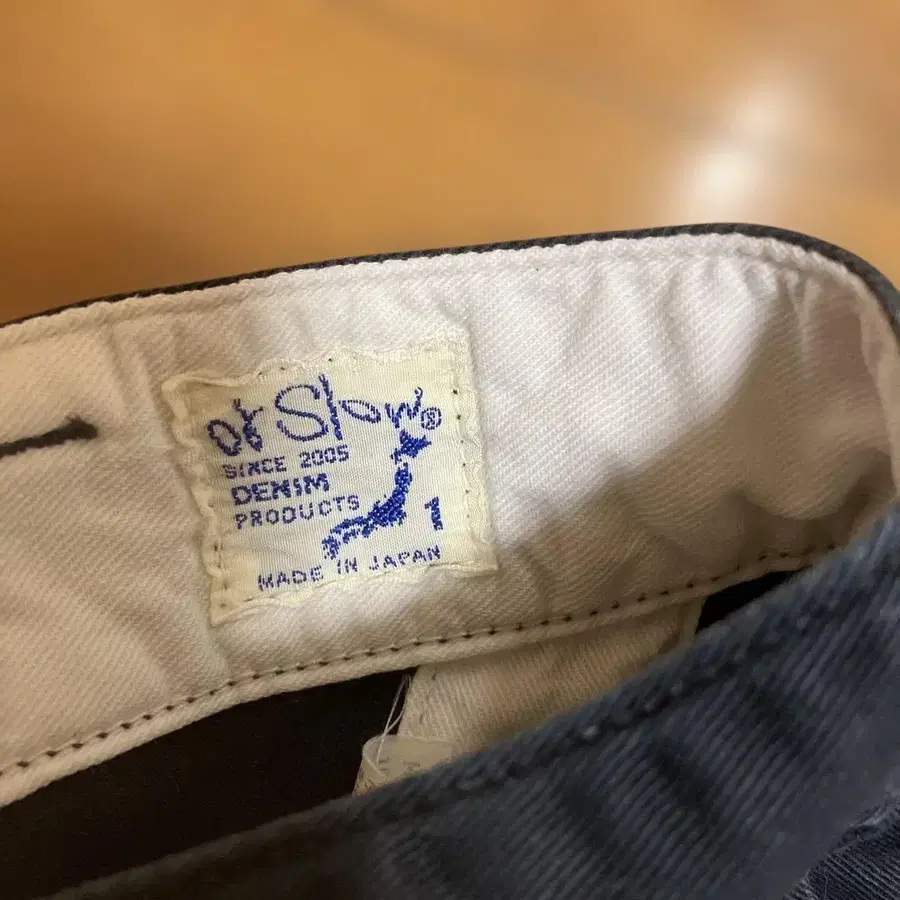 or Slow®
SINCE 2005
DENIM
PRODUCTS
1
MADE IN JAPAN